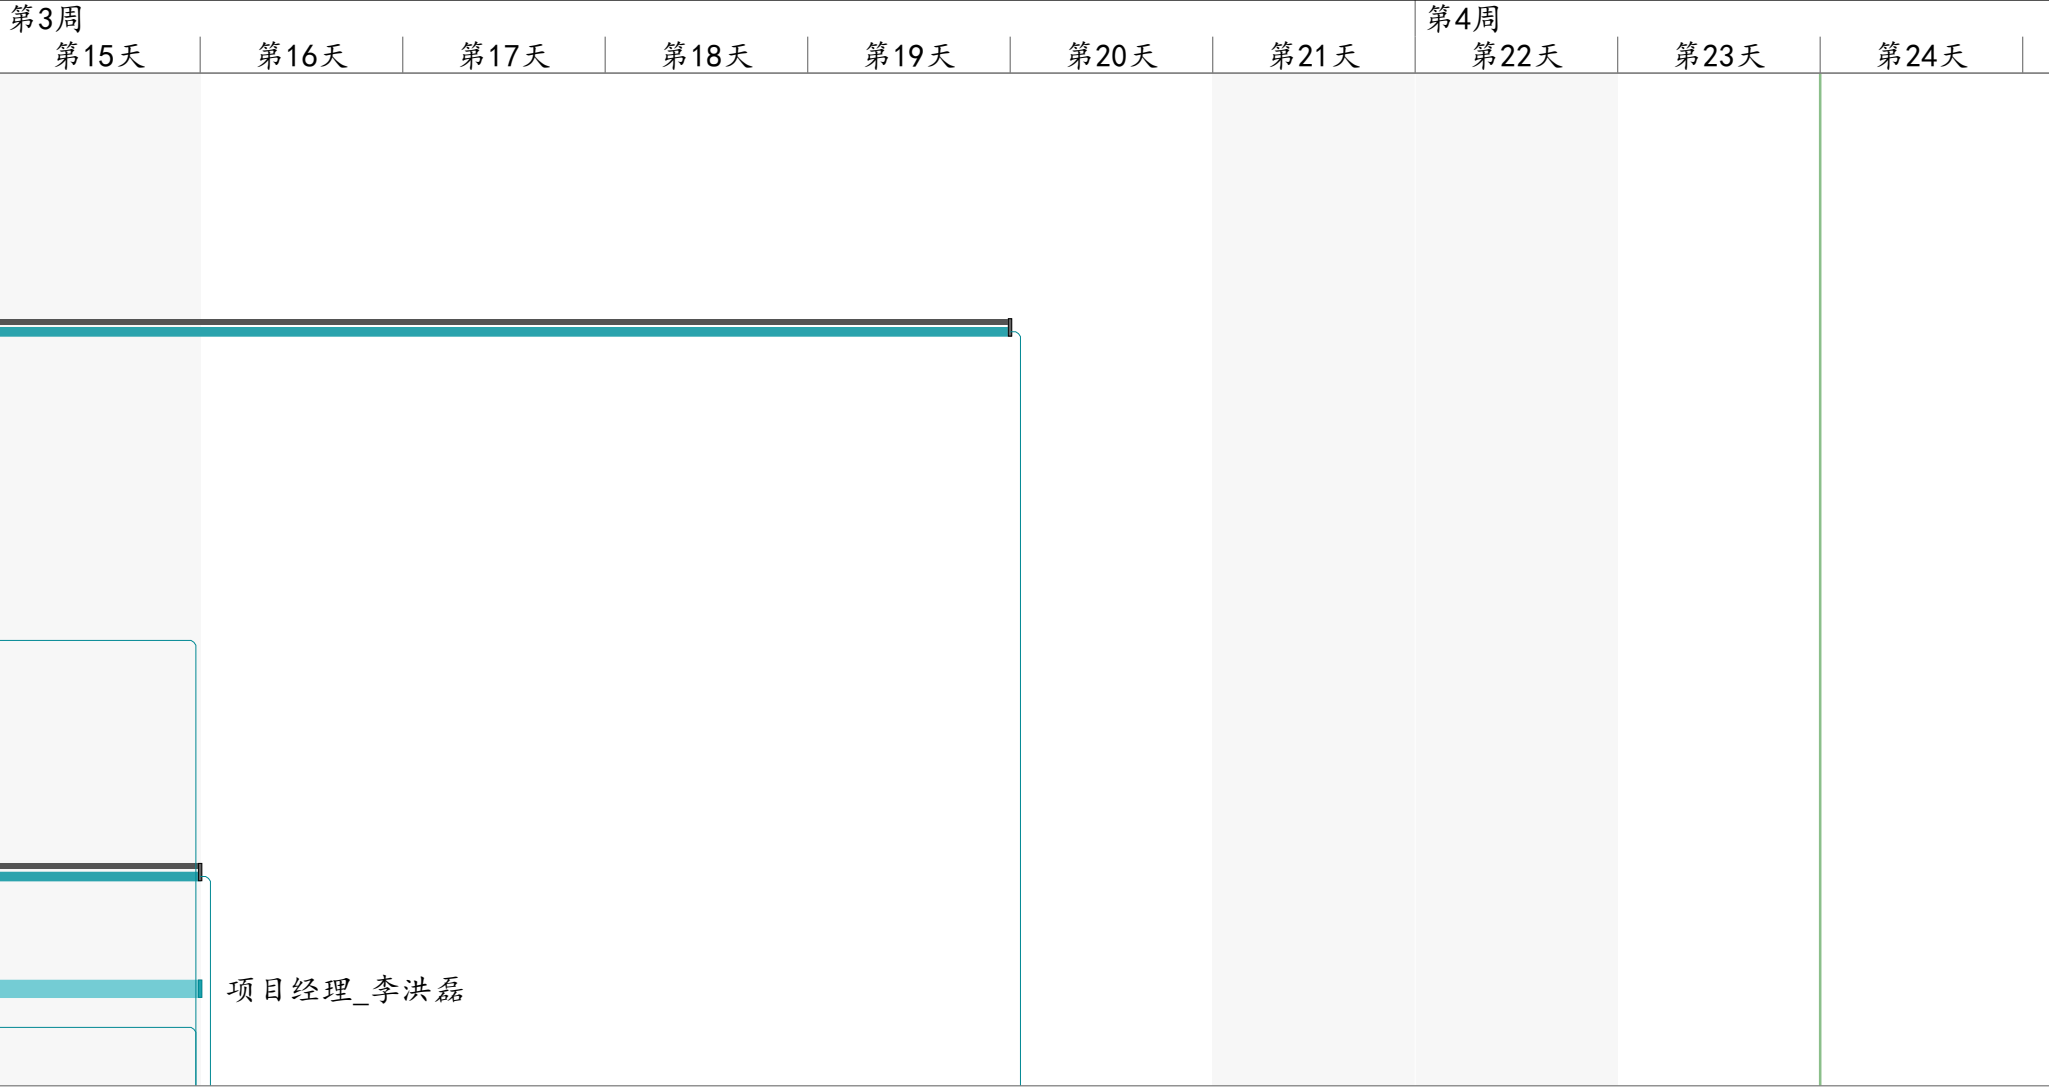 第3周 第4周
第15天 第16天 第17天 第18天 第19天 第20天 第21天 第22天 第23天 第24天
项目经理_李洪磊